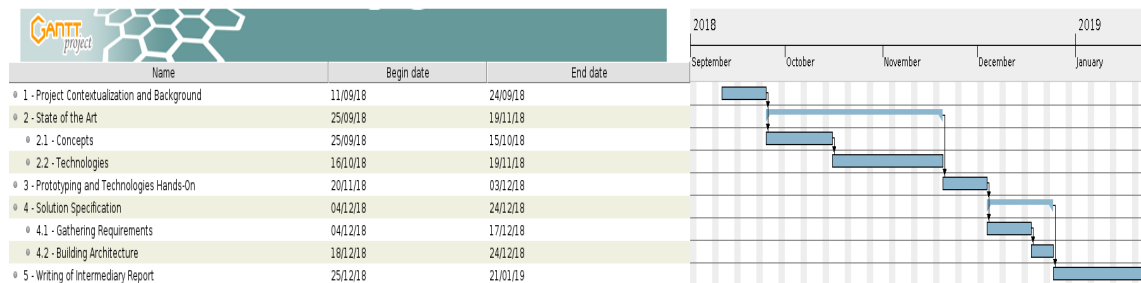 GANTT
project
2018 2019
September October November December January
Name Begin date End date
1 - Project Contextualization and Background 11/09/18 24/09/18
2 - State of the Art 25/09/18 19/11/18
2.1 - Concepts 25/09/18 15/10/18
2.2 - Technologies 16/10/18 19/11/18
3 - Prototyping and Technologies Hands-On 20/11/18 03/12/18
4 - Solution Specification 04/12/18 24/12/18
4.1 - Gathering Requirements 04/12/18 17/12/18
4.2 - Building Architecture 18/12/18 24/12/18
5 - Writing of Intermediary Report 25/12/18 21/01/19